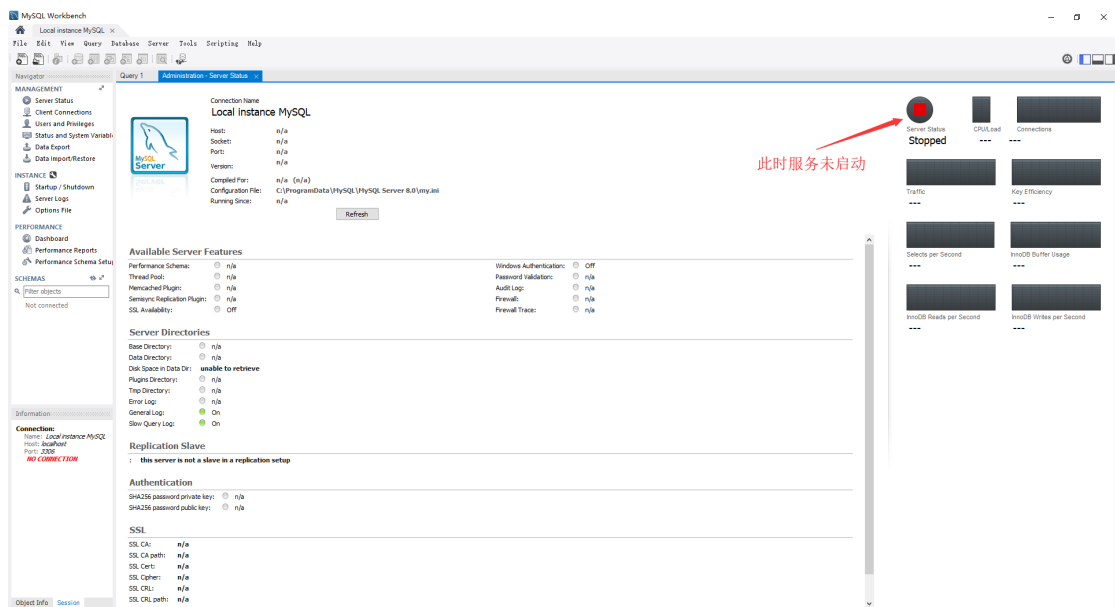 MySQL Workbench
Local instance MySQL ×
File Edit View Query Database Server Tools Scripting Help
Navigator
MANAGEMENT
Server Status
Client Connections
Users and Privileges
Status and System Variabl
Data Export
Data Import/Restore
INSTANCE
Startup / Shutdown
Server Logs
Options File
PERFORMANCE
Dashboard
Performance Reports
Performance Schema Setu
SCHEMAS
Filter objects
Not connected
Information
Connection:
Name: Local instance MySQL
Host: localhost
Port: 3306
NO CONNECTION
Object Info Session
Query 1 Administration - Server Status ×
MySQL
Server
Connection Name
Local instance MySQL
Host: n/a
Socket: n/a
Port: n/a
Version: n/a
Compiled For: n/a (n/a)
Configuration File: C:\ProgramData\MySQL\MySQL Server 8.0\my.ini
Running Since: n/a
Refresh
Available Server Features
Performance Schema: n/a Windows Authentication: Off
Thread Pool: n/a Password Validation: n/a
Memcached Plugin: n/a Audit Log: n/a
Semisync Replication Plugin: n/a Firewall: n/a
SSL Availability: Off Firewall Trace: n/a
Server Directories
Base Directory: n/a
Data Directory: n/a
Disk Space in Data Dir: unable to retrieve
Plugins Directory: n/a
Tmp Directory: n/a
Error Log: n/a
General Log: On
Slow Query Log: On
Replication Slave
: this server is not a slave in a replication setup
Authentication
SHA256 password private key: n/a
SHA256 password public key: n/a
SSL
SSL CA: n/a
SSL CA path: n/a
SSL Cert: n/a
SSL Cipher: n/a
SSL CRL: n/a
SSL CRL path: n/a
此时服务未启动
Server Status CPU/Load Connections
Stopped --- ---
Traffic Key Efficiency
--- ---
Selects per Second InnoDB Buffer Usage
--- ---
InnoDB Reads per Second InnoDB Writes per Second
--- ---